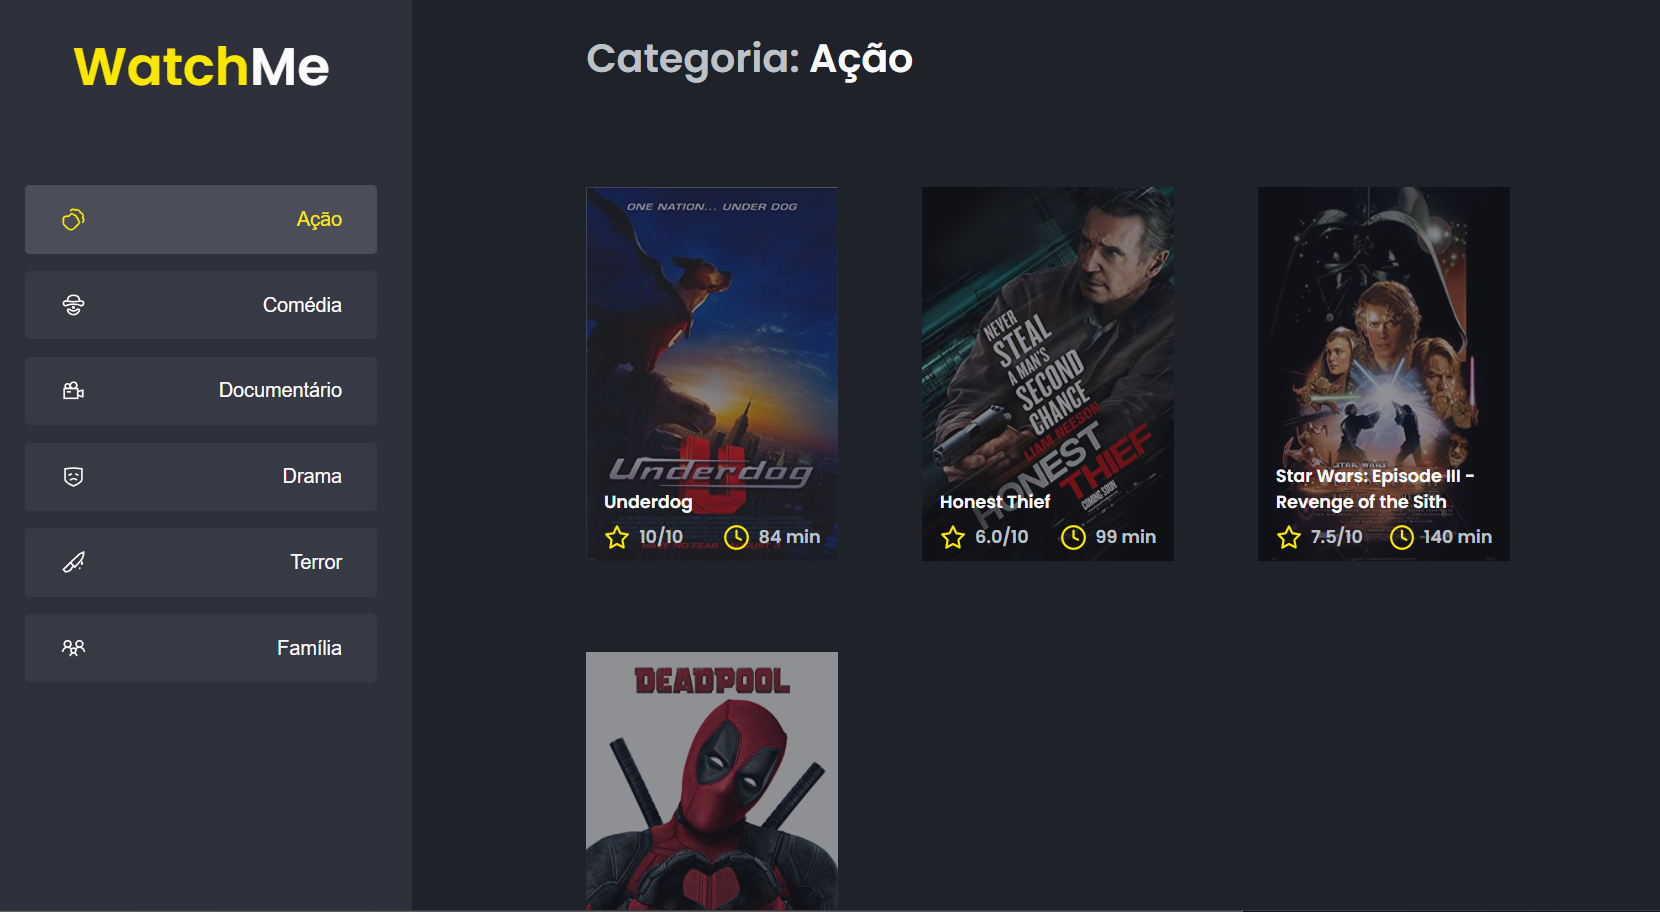 WatchMe
Categoria: Ação
Ação
Comédia
Documentário
Drama
Terror
Família
ONE NATION... UNDER DOG
Underdog
Underdog
10/10 84 min
NEVER
STEAL
A MAN'S
SECOND
CHANCE
LIAM NEESON
HONEST
THIEF
COMING SOON
Honest Thief
6.0/10 99 min
STAR WARS
Star Wars: Episode III -
Revenge of the Sith
7.5/10 140 min
DEADPOOL